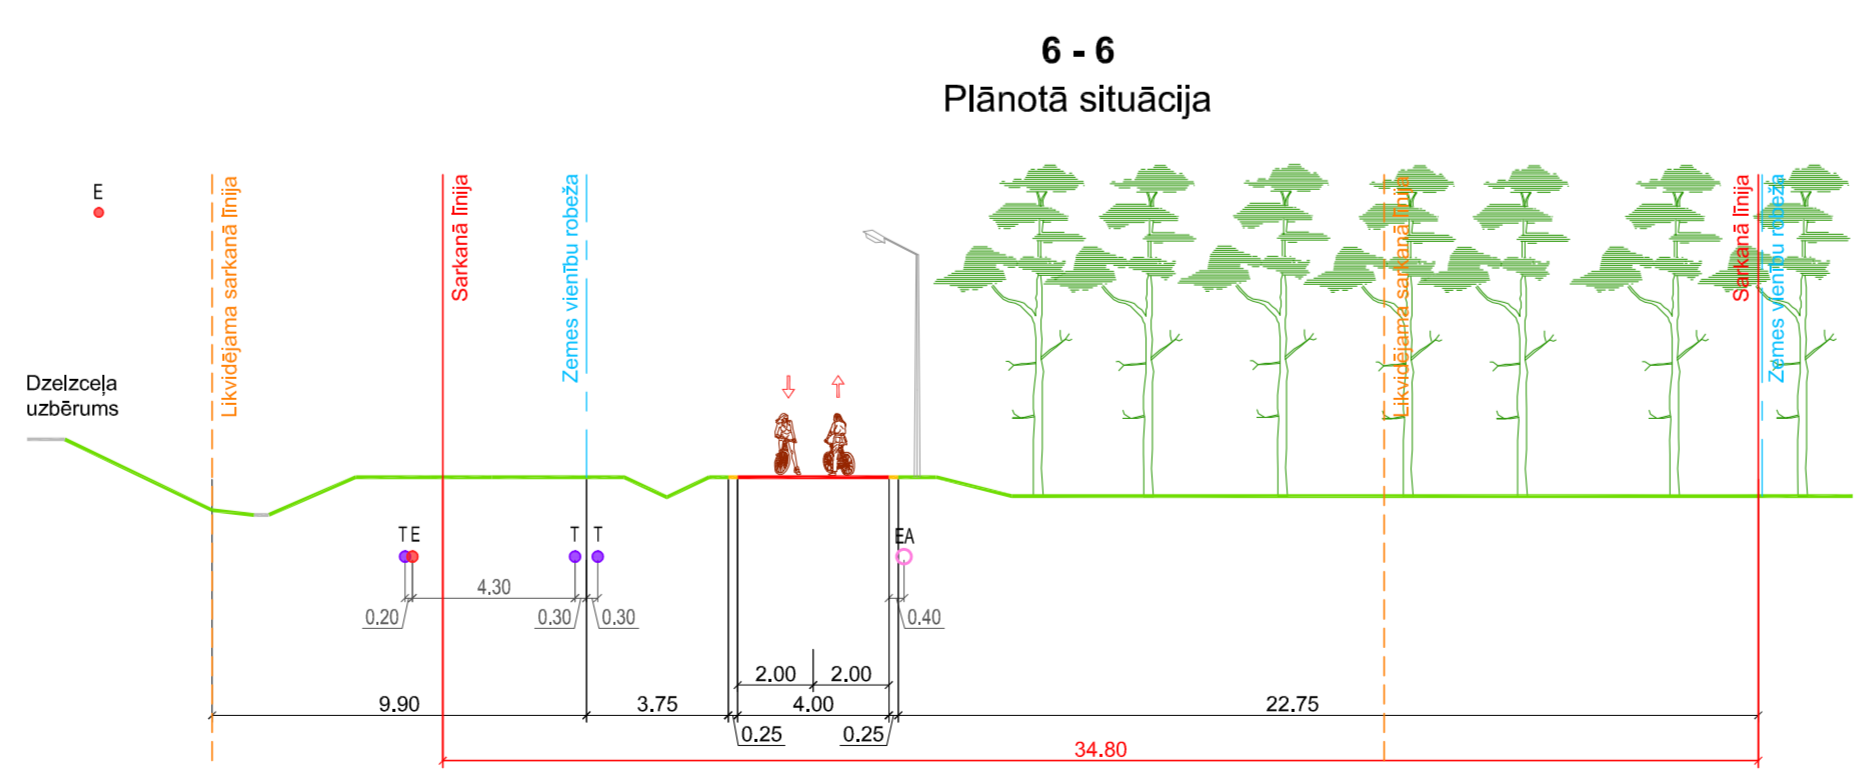 6 - 6
Plānotā situācija
E
Likvidējama sarkanā līnija
Sarkanā līnija
Zemes vienību robeža
Likvidējama sarkanā līnija
Sarkanā līnija
Zemes vienību robeža
Dzelzceļa
uzbērums
T E
T
T
EA
4.30
0.20
0.30
0.30
0.40
2.00
2.00
9.90
3.75
4.00
22.75
0.25
0.25
34.80